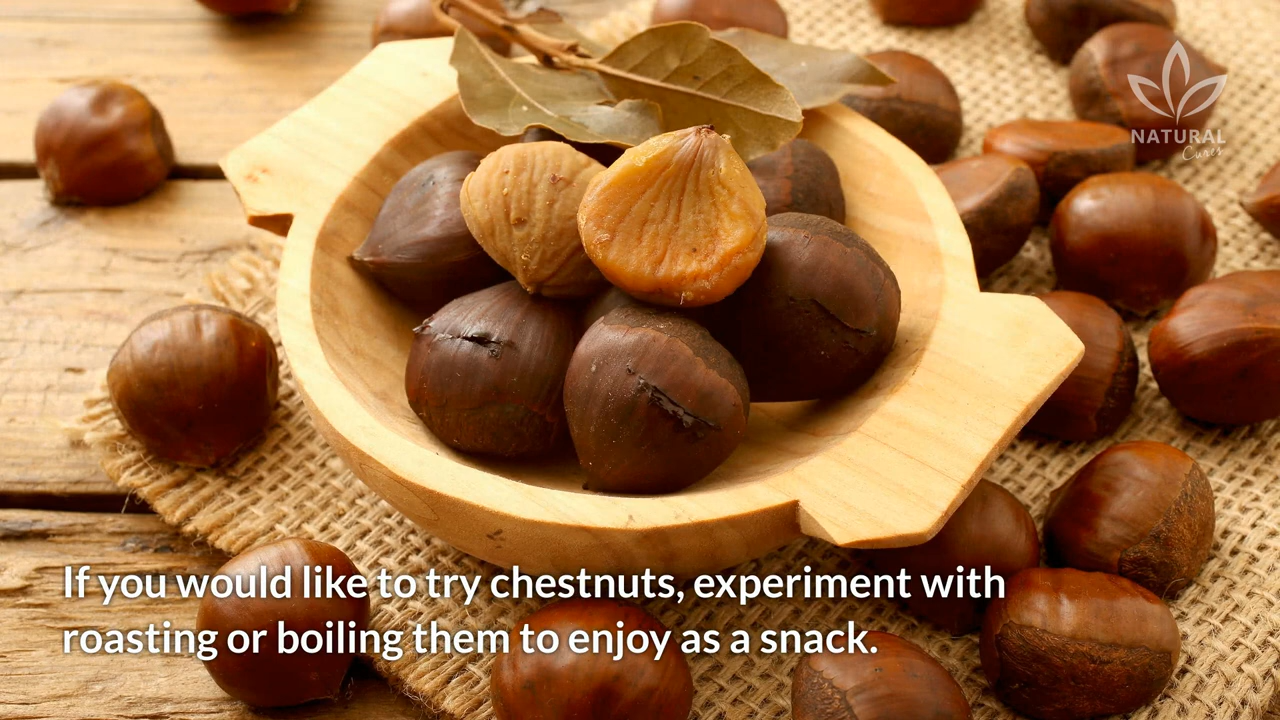 NATURAL
Cures
If you would like to try chestnuts, experiment with
roasting or boiling them to enjoy as a snack.